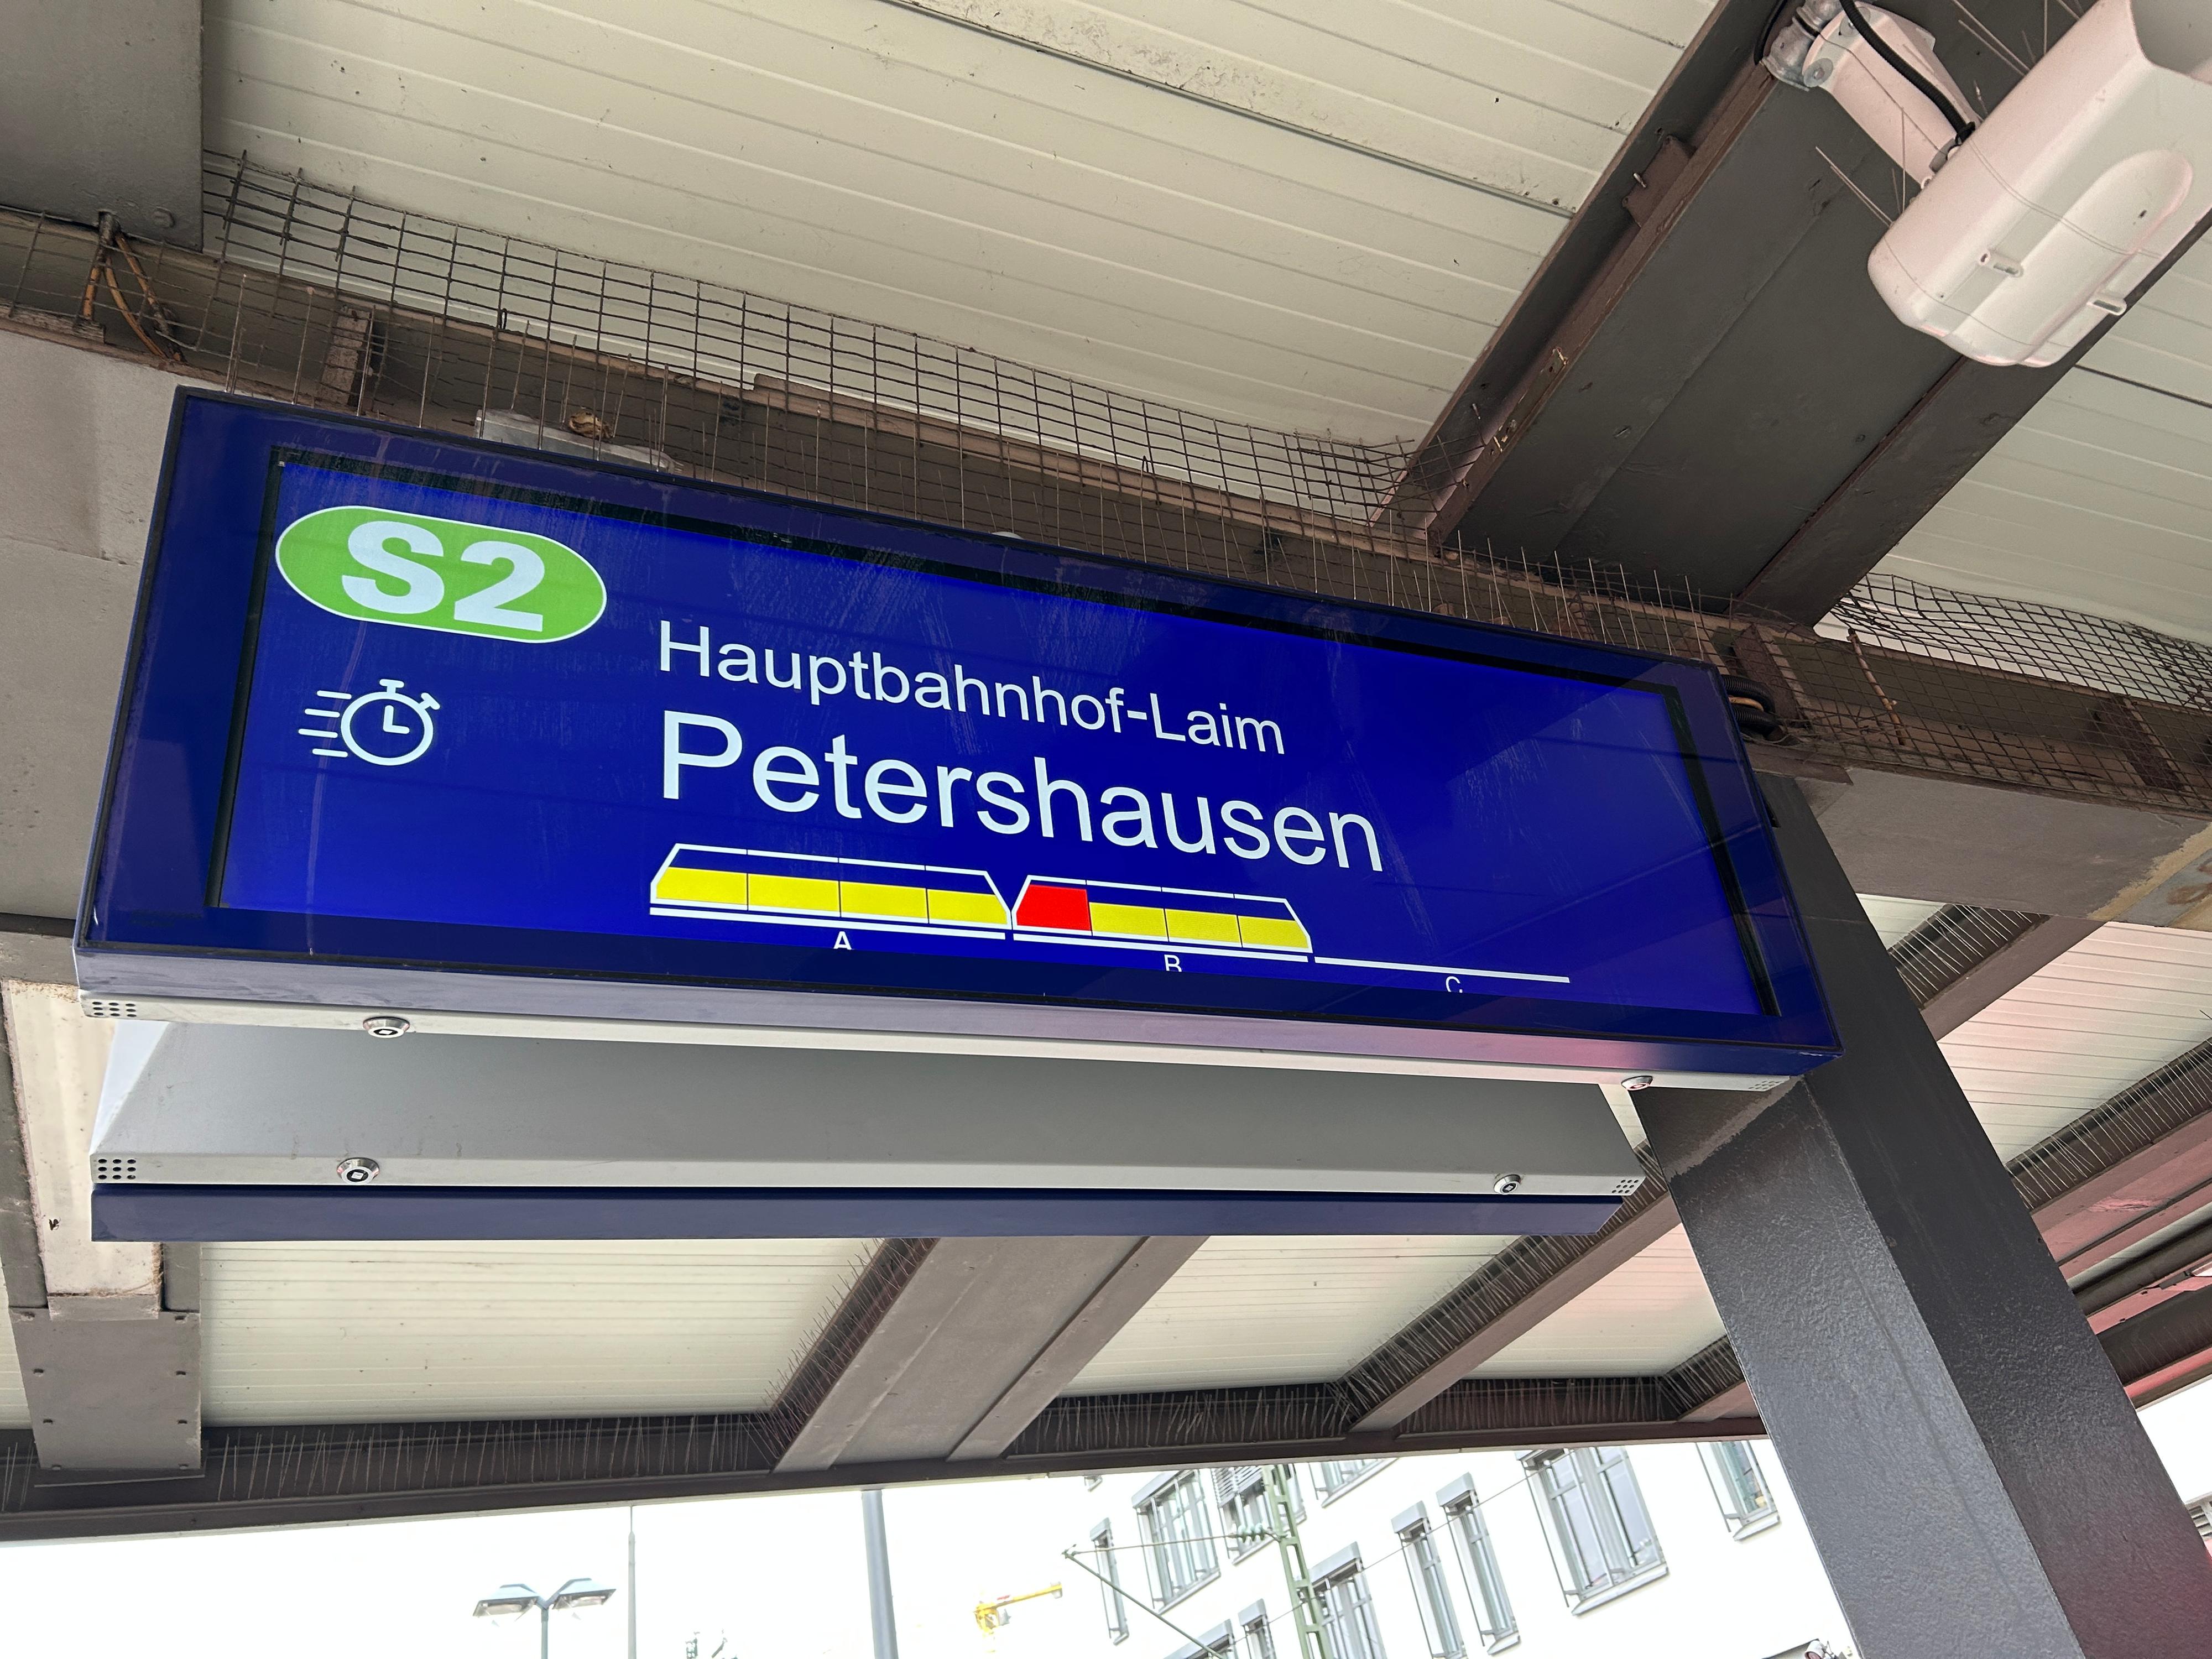 S2
Hauptbahnhof-Laim
Petershausen
A
B
C